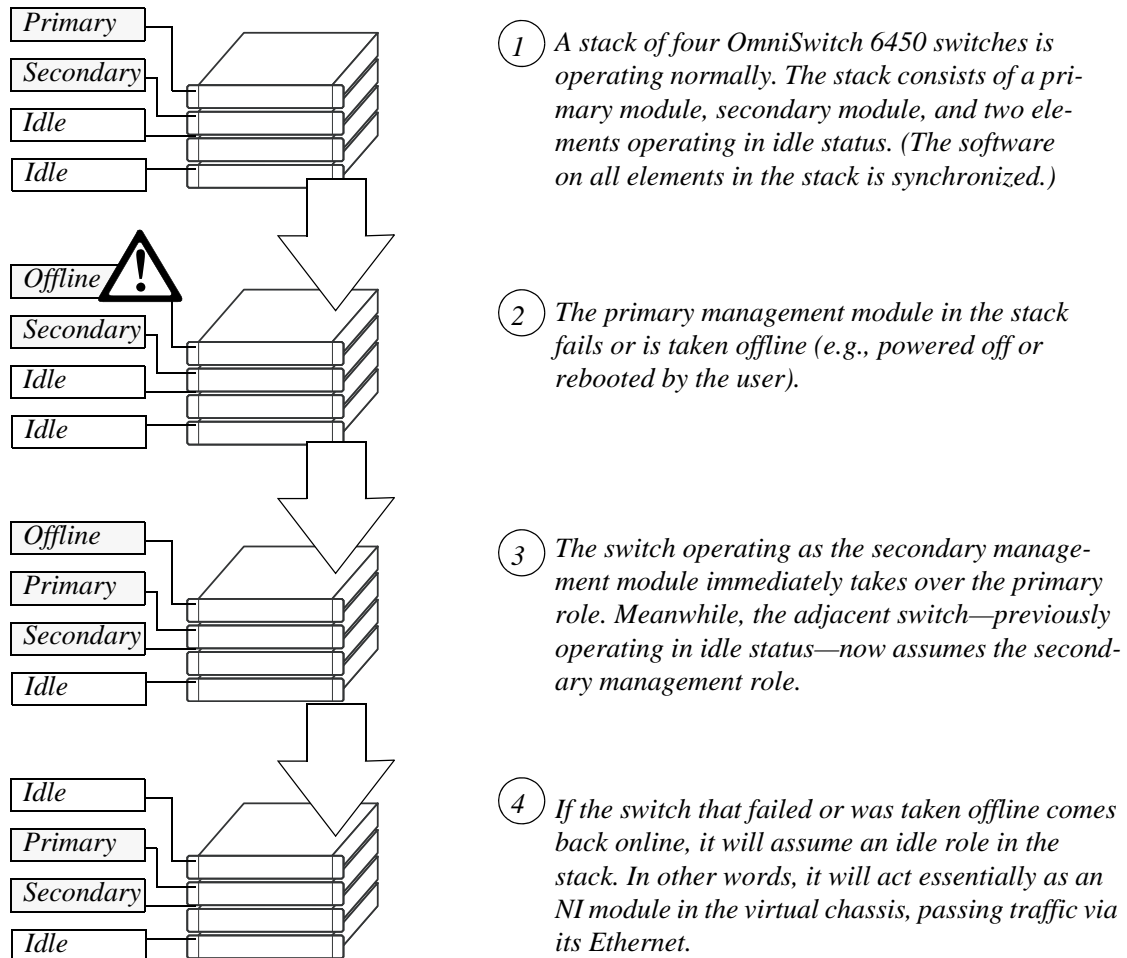 Primary
Secondary
Idle
Idle
1
A stack of four OmniSwitch 6450 switches is
operating normally. The stack consists of a pri-
mary module, secondary module, and two ele-
ments operating in idle status. (The software
on all elements in the stack is synchronized.)
Offline
!
Secondary
Idle
Idle
2
The primary management module in the stack
fails or is taken offline (e.g., powered off or
rebooted by the user).
Offline
Primary
Secondary
Idle
3
The switch operating as the secondary manage-
ment module immediately takes over the primary
role. Meanwhile, the adjacent switch—previously
operating in idle status—now assumes the second-
ary management role.
Idle
Primary
Secondary
Idle
4
If the switch that failed or was taken offline comes
back online, it will assume an idle role in the
stack. In other words, it will act essentially as an
NI module in the virtual chassis, passing traffic via
its Ethernet.